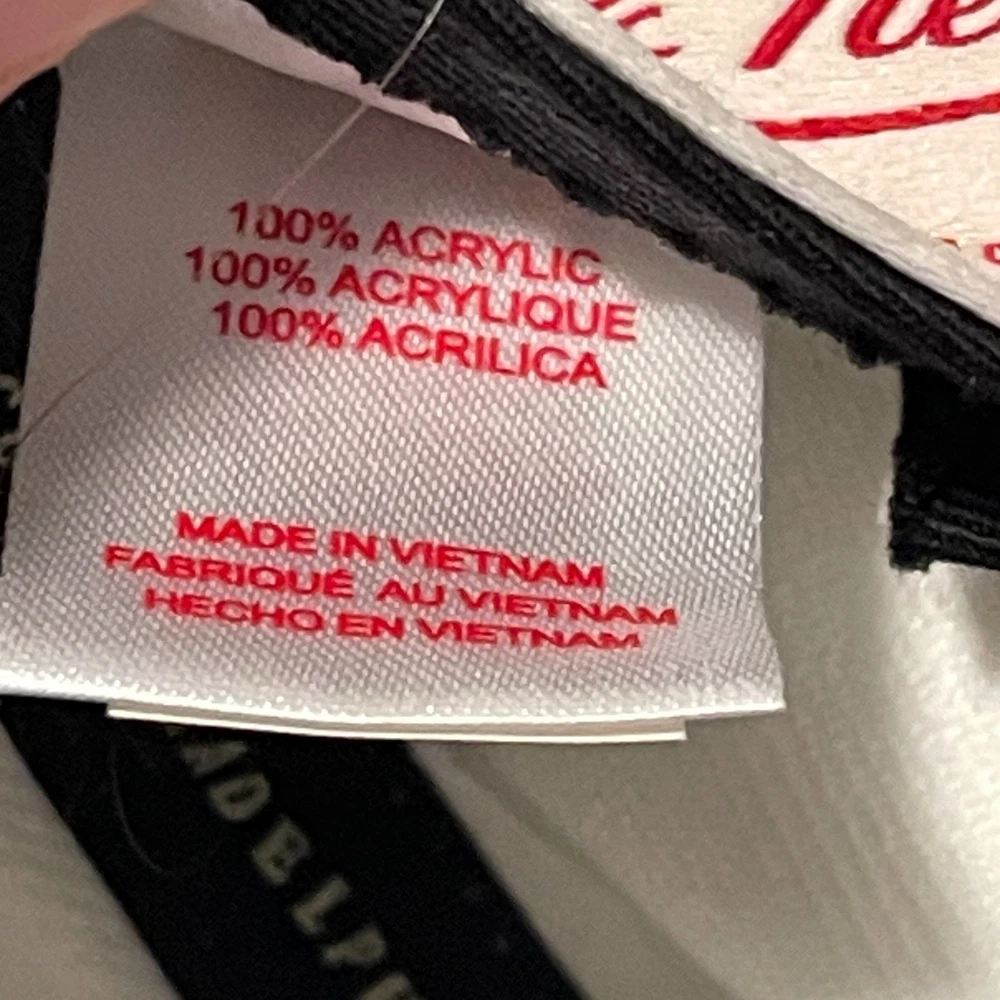 100% ACRYLIC
100% ACRYLIQUE
100% ACRILICA
MADE IN VIETNAM
FABRIQUÉ AU VIETNAM
HECHO EN VIETNAM